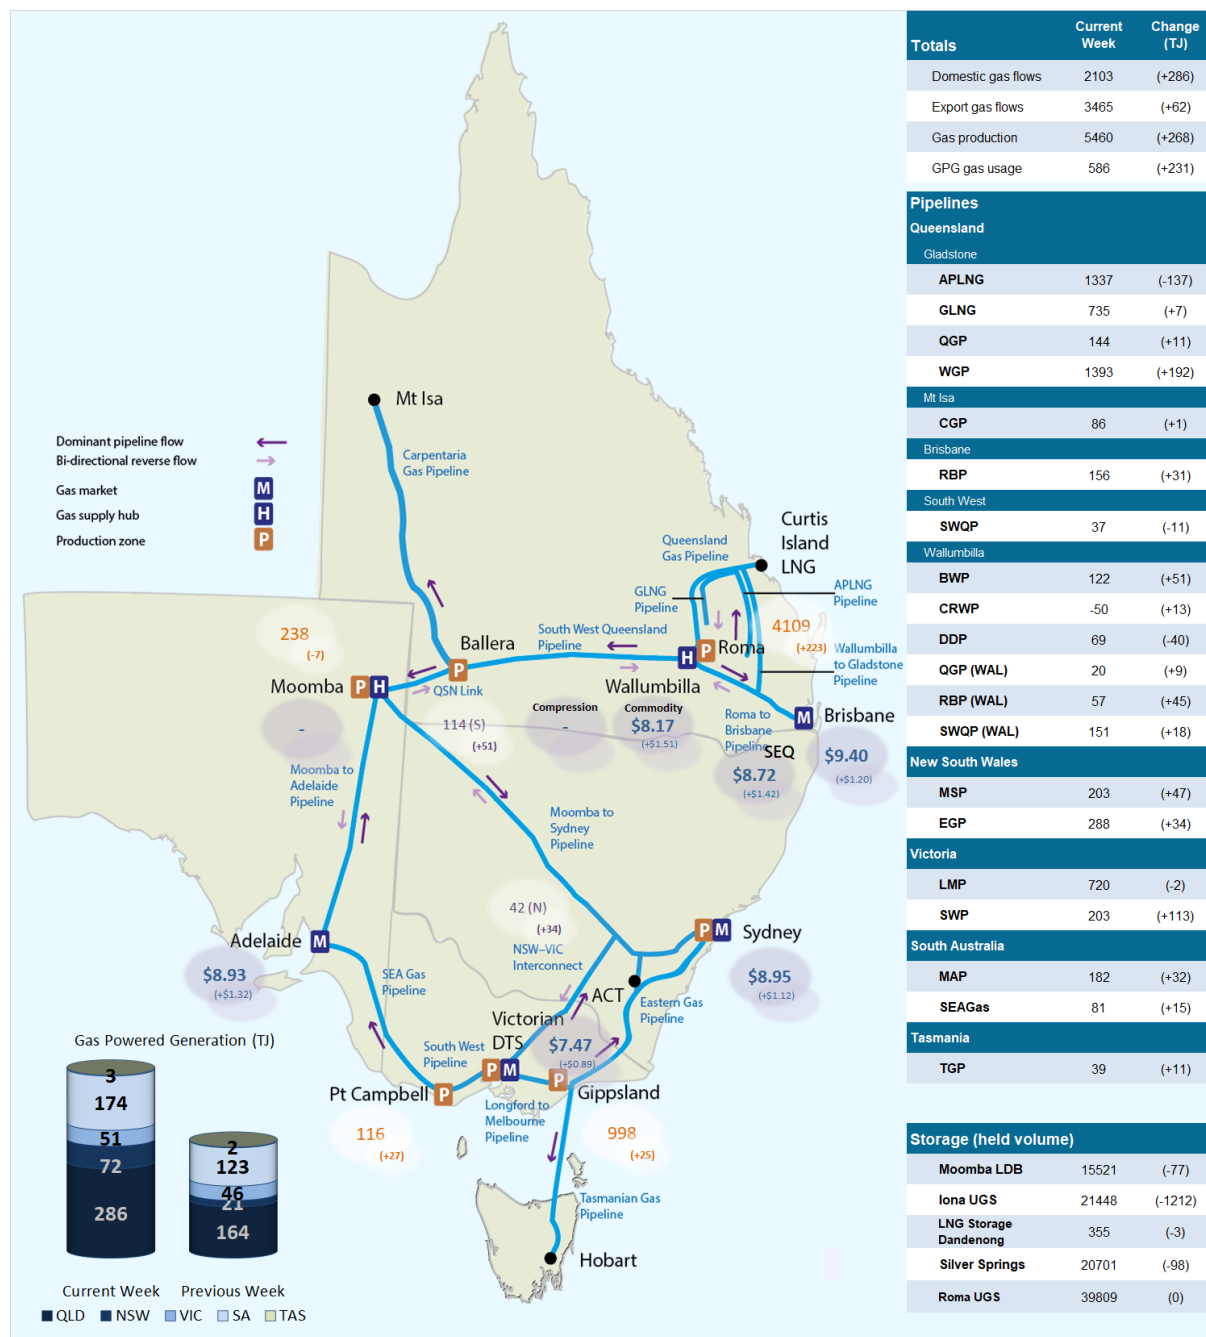 Mt Isa
Dominant pipeline flow
Bi-directional reverse flow
Gas market
M
Gas supply hub
H
Production zone
P
Carpentaria
Gas Pipeline
Curtis
Island
LNG
Queensland
Gas Pipeline
GLNG
Pipeline
APLNG
Pipeline
4109
(+223)
238
(-7)
Ballera
P
South West Queensland
Pipeline
H
P
Roma
Wallumbilla
to Gladstone
Pipeline
Moomba
P
H
QSN Link
Wallumbilla
-
Moomba to
Adelaide
Pipeline
114 (S)
(+51)
Compression
-
Commodity
$8.17
(+$1.51)
Roma to
Brisbane
Pipeline
M
Brisbane
SEQ
$8.72
(+$1.42)
$9.40
(+$1.20)
Moomba to
Sydney
Pipeline
42 (N)
(+34)
NSW–VIC
Interconnect
P
M
Sydney
$8.95
(+$1.12)
Adelaide
M
$8.93
(+$1.32)
SEA Gas
Pipeline
ACT
Eastern Gas
Pipeline
Victorian
DTS
$7.47
(+$0.89)
South West
Pipeline
P
M
P
Gippsland
Pt Campbell
P
116
(+27)
Longford to
Melbourne
Pipeline
998
(+25)
Tasmanian Gas
Pipeline
Hobart
Gas Powered Generation (TJ)
3
174
51
72
286
2
123
46
21
164
Current Week
Previous Week
QLD NSW VIC SA TAS
Totals Current Week Change (TJ)
Domestic gas flows 2103 (+286)
Export gas flows 3465 (+62)
Gas production 5460 (+268)
GPG gas usage 586 (+231)
Pipelines
Queensland
Gladstone
APLNG 1337 (-137)
GLNG 735 (+7)
QGP 144 (+11)
WGP 1393 (+192)
Mt Isa
CGP 86 (+1)
Brisbane
RBP 156 (+31)
South West
SWQP 37 (-11)
Wallumbilla
BWP 122 (+51)
CRWP -50 (+13)
DDP 69 (-40)
QGP (WAL) 20 (+9)
RBP (WAL) 57 (+45)
SWQP (WAL) 151 (+18)
New South Wales
MSP 203 (+47)
EGP 288 (+34)
Victoria
LMP 720 (-2)
SWP 203 (+113)
South Australia
MAP 182 (+32)
SEAGas 81 (+15)
Tasmania
TGP 39 (+11)
Storage (held volume)
Moomba LDB 15521 (-77)
Iona UGS 21448 (-1212)
LNG Storage
Dandenong 355 (-3)
Silver Springs 20701 (-98)
Roma UGS 39809 (0)